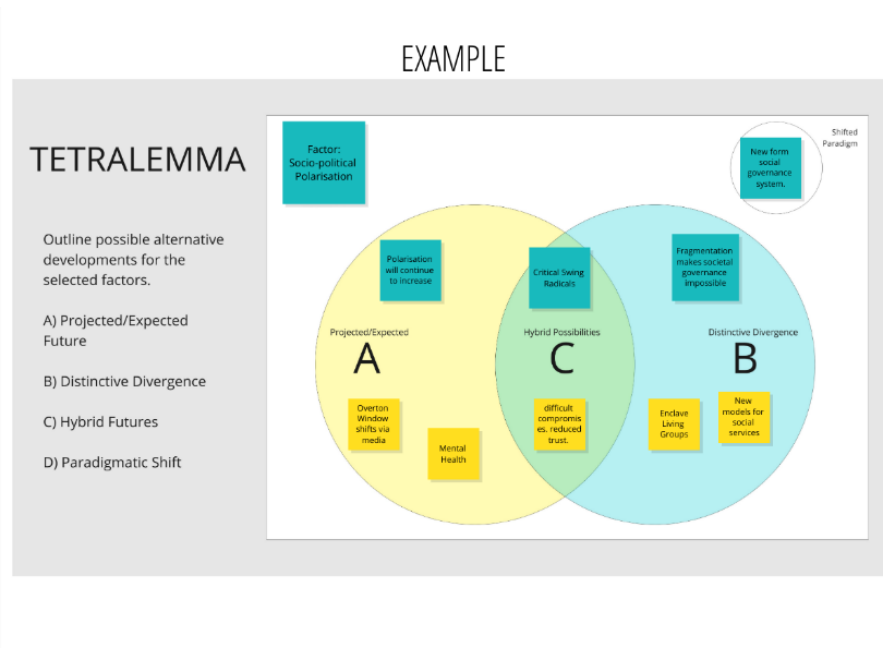 EXAMPLE
TETRALEMMA
Outline possible alternative
developments for the
selected factors.
A) Projected/Expected
Future
B) Distinctive Divergence
C) Hybrid Futures
D) Paradigmatic Shift
Factor:
Socio-political
Polarisation
Shifted
Paradigm
New form
social
governance
system.
Polarisation
will continue
to increase
Critical Swing
Radicals
Fragmentation
makes societal
governance
impossible
Projected/Expected
A
Hybrid Possibilities
C
Distinctive Divergence
B
Overton
Window
shifts via
media
Mental
Health
difficult
compromis
es. reduced
trust.
Enclave
Living
Groups
New
models for
social
services